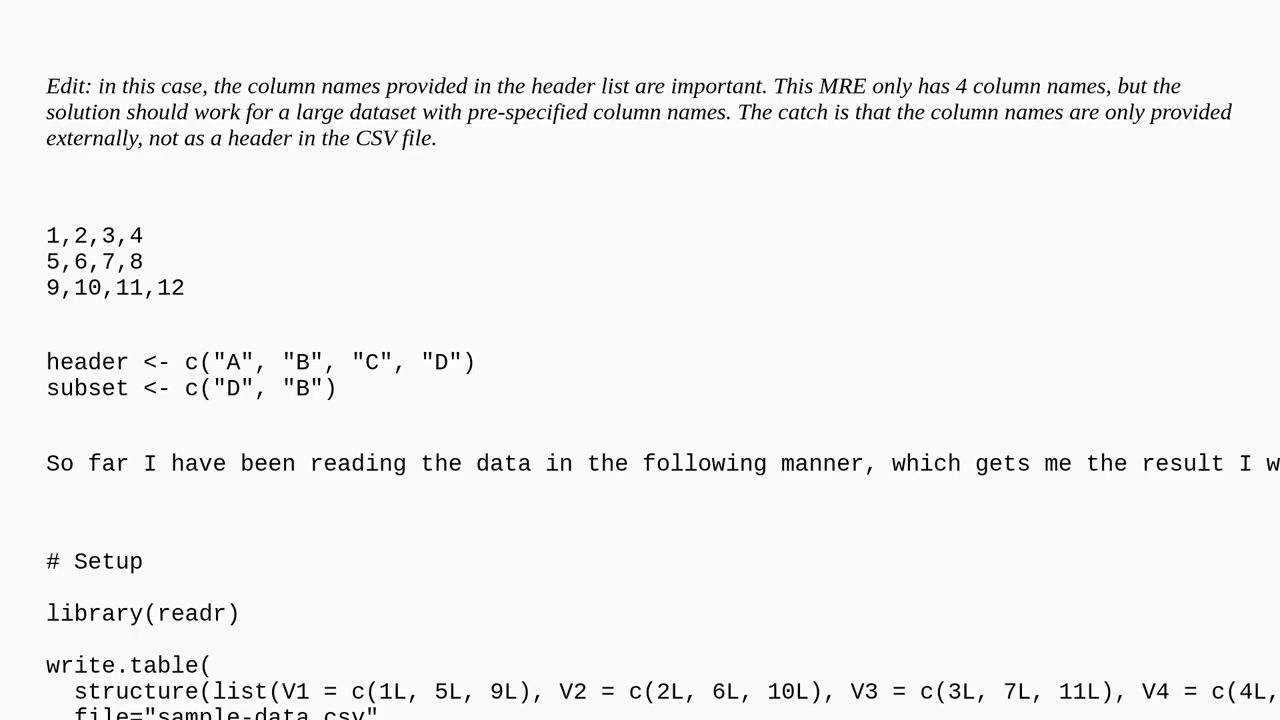 Edit: in this case, the column names provided in the header list are important. This MRE only has 4 column names, but the
solution should work for a large dataset with pre-specified column names. The catch is that the column names are only provided
externally, not as a header in the CSV file.
1,2,3,4
5,6,7,8
9,10,11,12
header <- c("A", "B", "C", "D")
subset <- c("D", "B")
So far I have been reading the data in the following manner, which gets me the result I w
# Setup
library(readr)
write.table(
  structure(list(V1 = c(1L, 5L, 9L), V2 = c(2L, 6L, 10L), V3 = c(3L, 7L, 11L), V4 = c(4L,
  file="sample-data.csv"